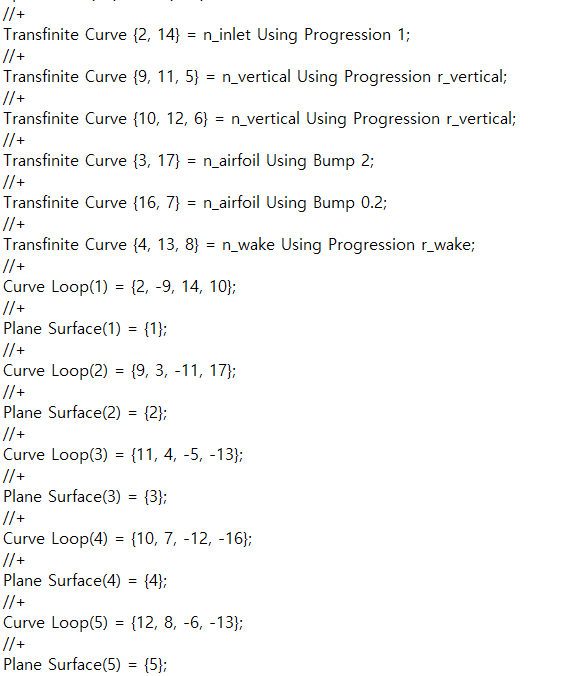 //+
Transfinite Curve {2, 14} = n_inlet Using Progression 1;
//+
Transfinite Curve {9, 11, 5} = n_vertical Using Progression r_vertical;
//+
Transfinite Curve {10, 12, 6} = n_vertical Using Progression r_vertical;
//+
Transfinite Curve {3, 17} = n_airfoil Using Bump 2;
//+
Transfinite Curve {16, 7} = n_airfoil Using Bump 0.2;
//+
Transfinite Curve {4, 13, 8} = n_wake Using Progression r_wake;
//+
Curve Loop(1) = {2, -9, 14, 10};
//+
Plane Surface(1) = {1};
//+
Curve Loop(2) = {9, 3, -11, 17};
//+
Plane Surface(2) = {2};
//+
Curve Loop(3) = {11, 4, -5, -13};
//+
Plane Surface(3) = {3};
//+
Curve Loop(4) = {10, 7, -12, -16};
//+
Plane Surface(4) = {4};
//+
Curve Loop(5) = {12, 8, -6, -13};
//+
Plane Surface(5) = {5};